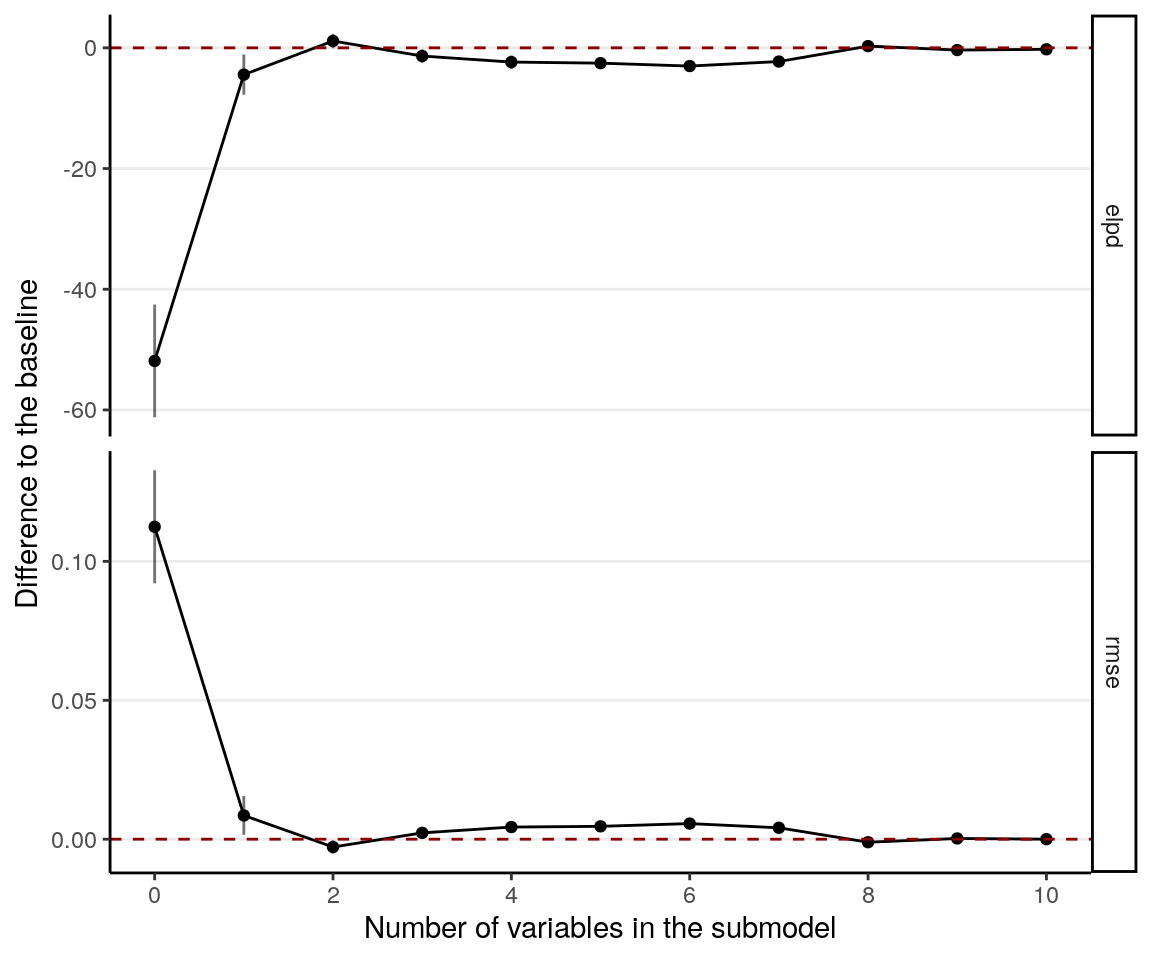 Difference to the baseline
0
-20
-40
-60
elpd
0.10
0.05
0.00
rmse
0 2 4 6 8 10
Number of variables in the submodel